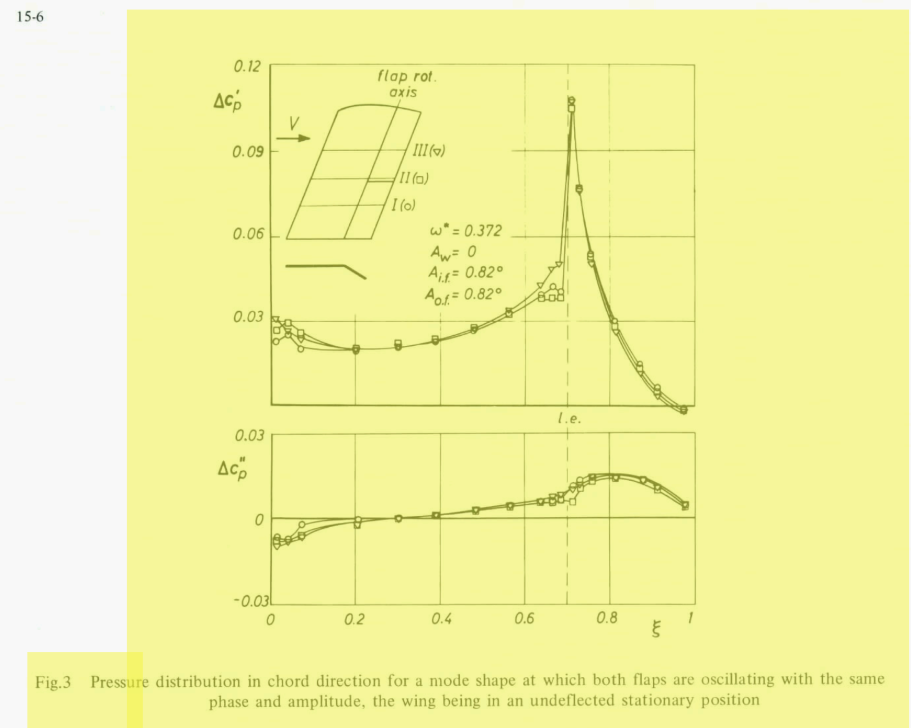 15-6
0.12
Δc′p
flap rot.
axis
V
0.09
III(▽)
II(□)
I(○)
0.06
ω* = 0.372
Aw = 0
Ai.f. = 0.82°
Ao.f. = 0.82°
0.03
l.e.
0.03
Δc″p
0
-0.03
0 0.2 0.4 0.6 0.8 1
ξ
Fig.3 Pressure distribution in chord direction for a mode shape at which both flaps are oscillating with the same
phase and amplitude, the wing being in an undeflected stationary position